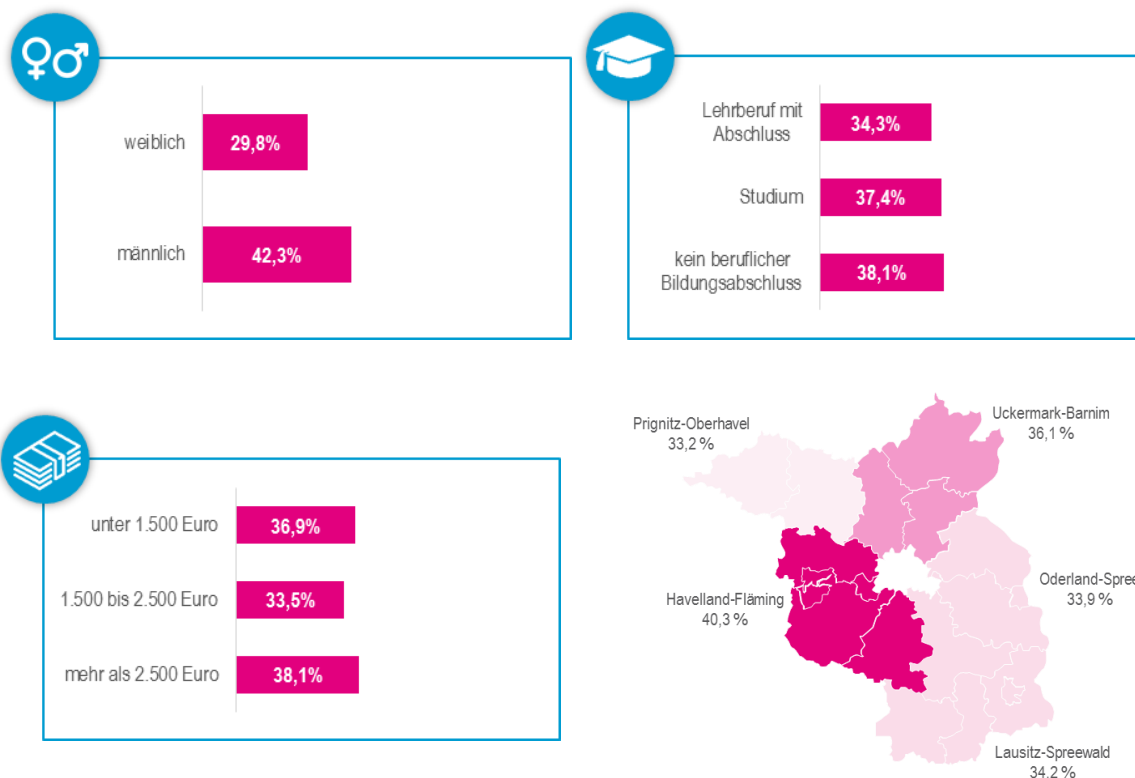 weiblich
29,8%
männlich
42,3%
Lehrberuf mit
Abschluss
34,3%
Studium
37,4%
kein beruflicher
Bildungsabschluss
38,1%
unter 1.500 Euro
36,9%
1.500 bis 2.500 Euro
33,5%
mehr als 2.500 Euro
38,1%
Prignitz-Oberhavel
33,2 %
Uckermark-Barnim
36,1 %
Havelland-Fläming
40,3 %
Oderland-Spree
33,9 %
Lausitz-Spreewald
34,2 %